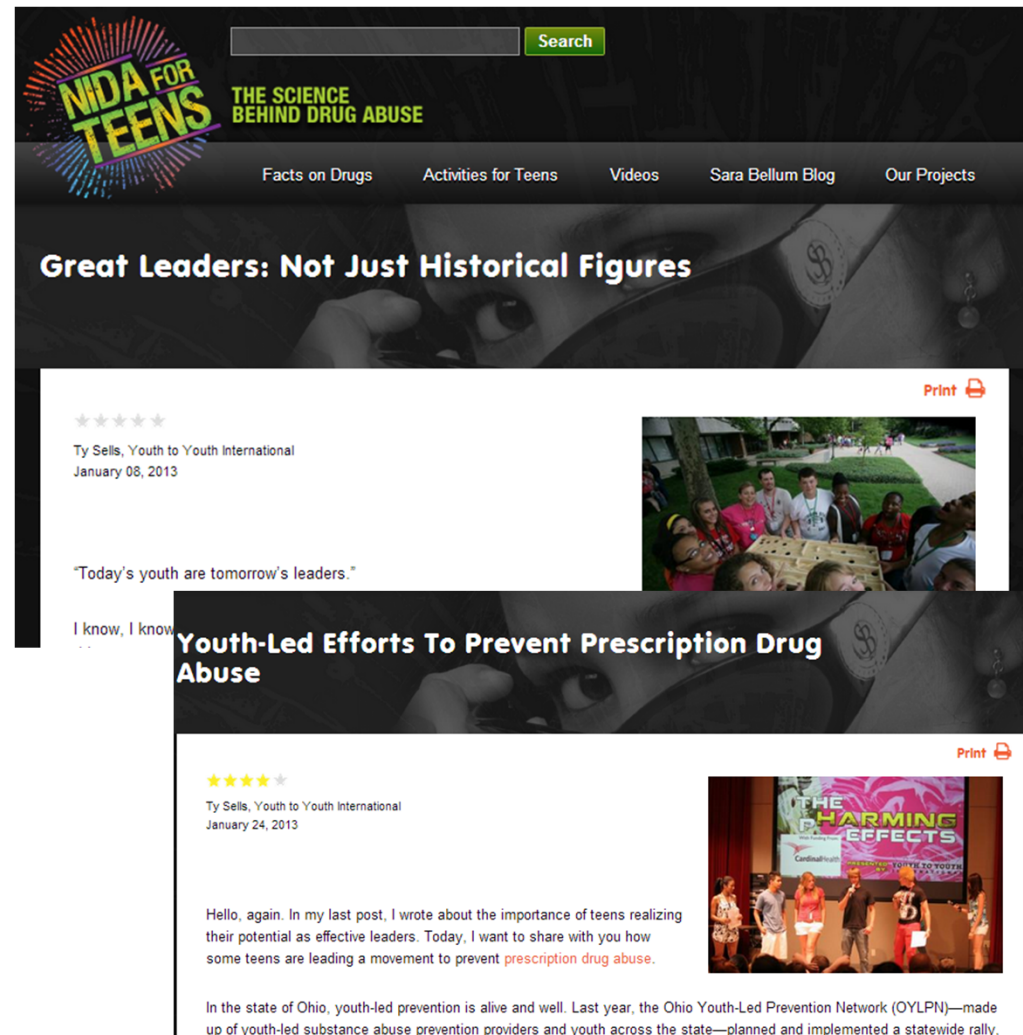 NIDA FOR
TEENS
Search
THE SCIENCE
BEHIND DRUG ABUSE
Facts on Drugs Activities for Teens Videos Sara Bellum Blog Our Projects
Great Leaders: Not Just Historical Figures
Print
Ty Sells, Youth to Youth International
January 08, 2013
“Today’s youth are tomorrow’s leaders.”
I know, I know
Youth-Led Efforts To Prevent Prescription Drug
Abuse
Print
Ty Sells, Youth to Youth International
January 24, 2013
THE
PHARMING
EFFECTS
CardinalHealth
PRESENTED BY YOUTH TO YOUTH
Hello, again. In my last post, I wrote about the importance of teens realizing
their potential as effective leaders. Today, I want to share with you how
some teens are leading a movement to prevent prescription drug abuse.
In the state of Ohio, youth-led prevention is alive and well. Last year, the Ohio Youth-Led Prevention Network (OYLPN)—made
up of youth-led substance abuse prevention providers and youth across the state—planned and implemented a statewide rally.